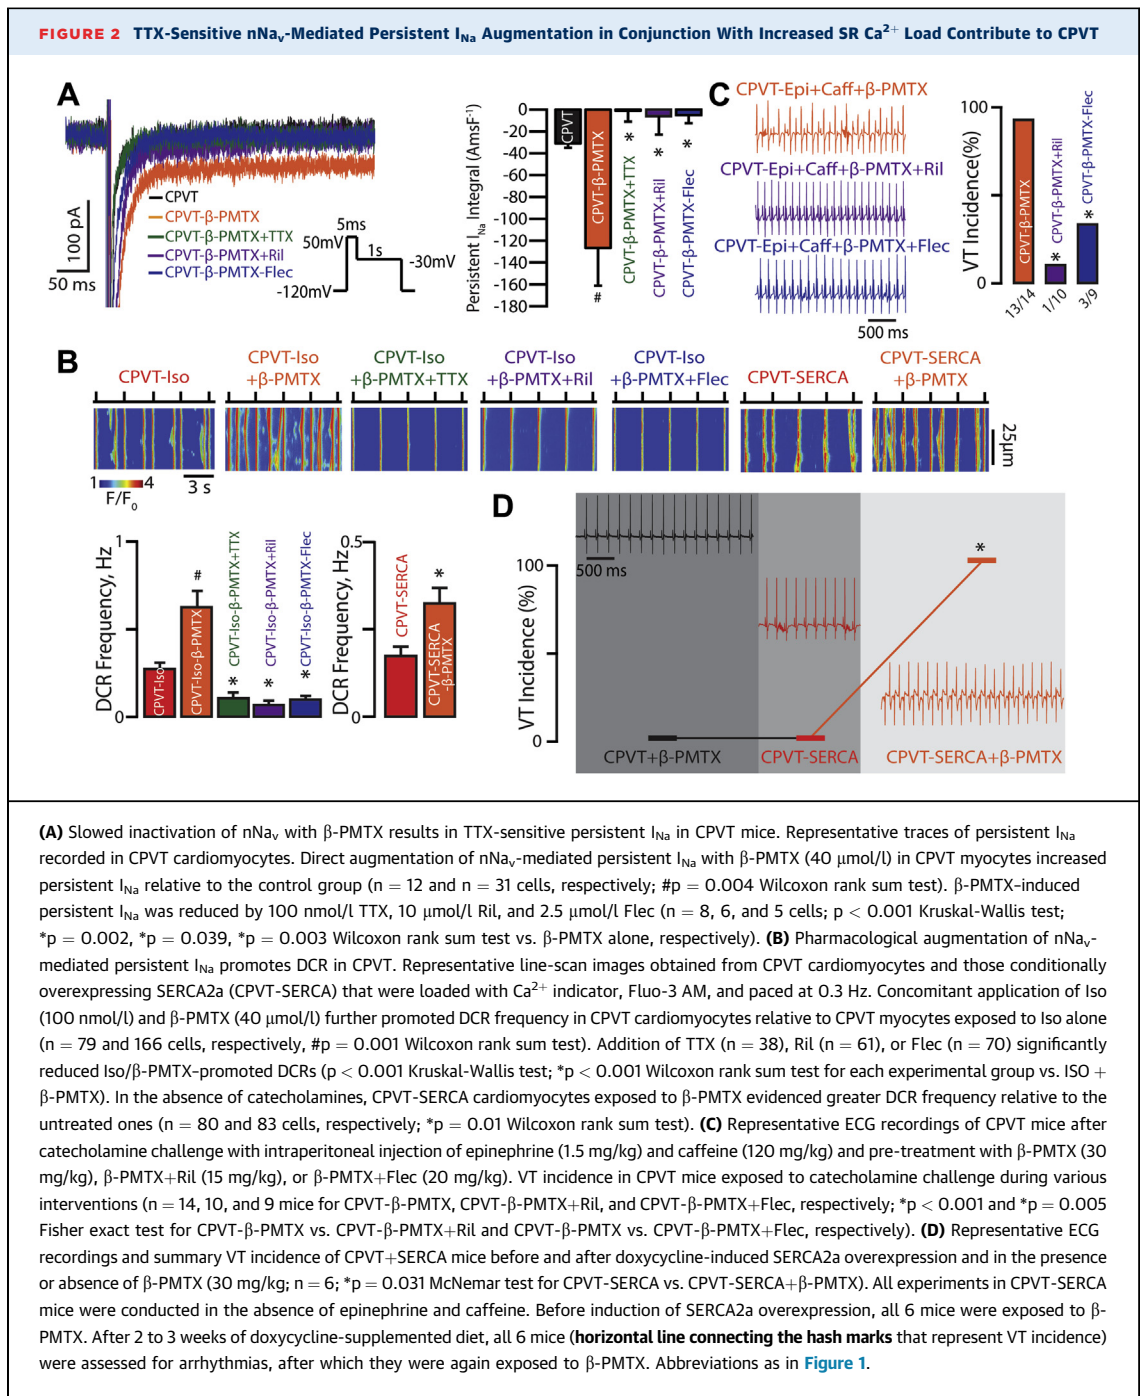 FIGURE 2 TTX-Sensitive nNav-Mediated Persistent INa Augmentation in Conjunction With Increased SR Ca2+ Load Contribute to CPVT
A
CPVT
CPVT-β-PMTX
CPVT-β-PMTX+TTX
CPVT-β-PMTX+Ril
CPVT-β-PMTX-Flec
100 pA
50 ms
5ms
50mV
1s
-30mV
-120mV
Persistent INa Integral (AmsF-1)
0
-20
-40
-60
-80
-100
-120
-140
-160
-180
CPVT
CPVT-β-PMTX
#
CPVT-β-PMTX+TTX
*
CPVT-β-PMTX+Ril
*
CPVT-β-PMTX-Flec
*
C
CPVT-Epi+Caff+β-PMTX
CPVT-Epi+Caff+β-PMTX+Ril
CPVT-Epi+Caff+β-PMTX+Flec
500 ms
VT Incidence(%)
100
0
CPVT-β-PMTX
* CPVT-β-PMTX+Ril
* CPVT-β-PMTX-Flec
13/14
1/10
3/9
B
CPVT-Iso
CPVT-Iso
+β-PMTX
CPVT-Iso
+β-PMTX+TTX
CPVT-Iso
+β-PMTX+Ril
CPVT-Iso
+β-PMTX+Flec
CPVT-SERCA
CPVT-SERCA
+β-PMTX
25μm
1 4
F/F0
3 s
DCR Frequency, Hz
1
0
CPVT-Iso
CPVT-Iso-β-PMTX
#
* CPVT-Iso-β-PMTX+TTX
* CPVT-Iso-β-PMTX+Ril
* CPVT-Iso-β-PMTX-Flec
DCR Frequency, Hz
0.5
0
CPVT-SERCA
CPVT-SERCA
-β-PMTX
*
D
500 ms
VT Incidence (%)
100
0
*
CPVT+β-PMTX
CPVT-SERCA
CPVT-SERCA+β-PMTX
(A) Slowed inactivation of nNav with β-PMTX results in TTX-sensitive persistent INa in CPVT mice. Representative traces of persistent INa
recorded in CPVT cardiomyocytes. Direct augmentation of nNav-mediated persistent INa with β-PMTX (40 μmol/l) in CPVT myocytes increased
persistent INa relative to the control group (n = 12 and n = 31 cells, respectively; #p = 0.004 Wilcoxon rank sum test). β-PMTX-induced
persistent INa was reduced by 100 nmol/l TTX, 10 μmol/l Ril, and 2.5 μmol/l Flec (n = 8, 6, and 5 cells; p < 0.001 Kruskal-Wallis test;
*p = 0.002, *p = 0.039, *p = 0.003 Wilcoxon rank sum test vs. β-PMTX alone, respectively). (B) Pharmacological augmentation of nNav-
mediated persistent INa promotes DCR in CPVT. Representative line-scan images obtained from CPVT cardiomyocytes and those conditionally
overexpressing SERCA2a (CPVT-SERCA) that were loaded with Ca2+ indicator, Fluo-3 AM, and paced at 0.3 Hz. Concomitant application of Iso
(100 nmol/l) and β-PMTX (40 μmol/l) further promoted DCR frequency in CPVT cardiomyocytes relative to CPVT myocytes exposed to Iso alone
(n = 79 and 166 cells, respectively, #p = 0.001 Wilcoxon rank sum test). Addition of TTX (n = 38), Ril (n = 61), or Flec (n = 70) significantly
reduced Iso/β-PMTX-promoted DCRs (p < 0.001 Kruskal-Wallis test; *p < 0.001 Wilcoxon rank sum test for each experimental group vs. ISO +
β-PMTX). In the absence of catecholamines, CPVT-SERCA cardiomyocytes exposed to β-PMTX evidenced greater DCR frequency relative to the
untreated ones (n = 80 and 83 cells, respectively; *p = 0.01 Wilcoxon rank sum test). (C) Representative ECG recordings of CPVT mice after
catecholamine challenge with intraperitoneal injection of epinephrine (1.5 mg/kg) and caffeine (120 mg/kg) and pre-treatment with β-PMTX (30
mg/kg), β-PMTX+Ril (15 mg/kg), or β-PMTX+Flec (20 mg/kg). VT incidence in CPVT mice exposed to catecholamine challenge during various
interventions (n = 14, 10, and 9 mice for CPVT-β-PMTX, CPVT-β-PMTX+Ril, and CPVT-β-PMTX+Flec, respectively; *p < 0.001 and *p = 0.005
Fisher exact test for CPVT-β-PMTX vs. CPVT-β-PMTX+Ril and CPVT-β-PMTX vs. CPVT-β-PMTX+Flec, respectively). (D) Representative ECG
recordings and summary VT incidence of CPVT+SERCA mice before and after doxycycline-induced SERCA2a overexpression and in the presence
or absence of β-PMTX (30 mg/kg; n = 6; *p = 0.031 McNemar test for CPVT-SERCA vs. CPVT-SERCA+β-PMTX). All experiments in CPVT-SERCA
mice were conducted in the absence of epinephrine and caffeine. Before induction of SERCA2a overexpression, all 6 mice were exposed to β-
PMTX. After 2 to 3 weeks of doxycycline-supplemented diet, all 6 mice (horizontal line connecting the hash marks that represent VT incidence)
were assessed for arrhythmias, after which they were again exposed to β-PMTX. Abbreviations as in Figure 1.